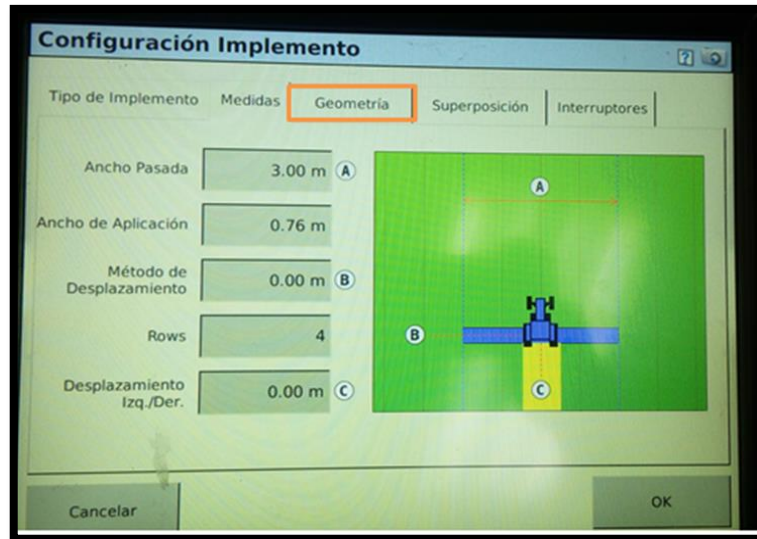 Configuración Implemento
?
Tipo de Implemento Medidas Geometría Superposición Interruptores
Ancho Pasada 3.00 m A
Ancho de Aplicación 0.76 m
Método de
Desplazamiento 0.00 m B
Rows 4
Desplazamiento
Izq./Der. 0.00 m C
A
B
C
Cancelar
OK